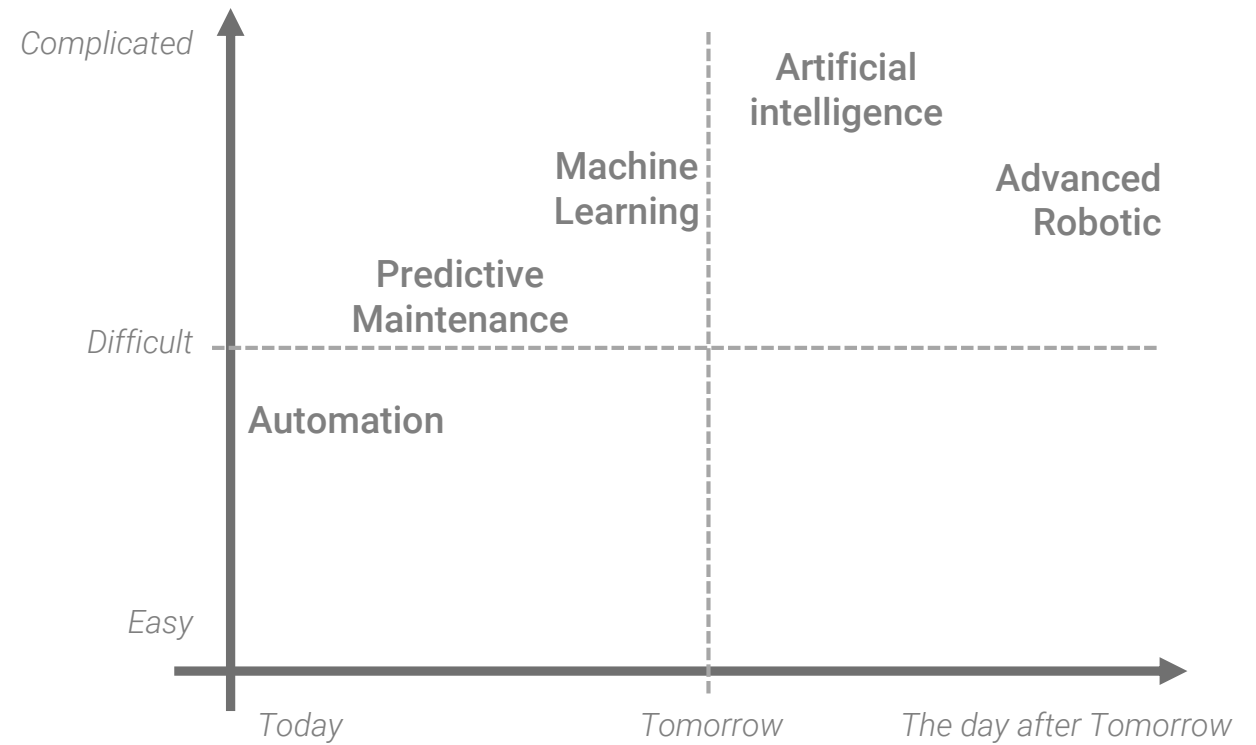 Complicated
Artificial
intelligence
Machine
Learning
Advanced
Robotic
Predictive
Maintenance
Difficult
Automation
Easy
Today
Tomorrow
The day after Tomorrow